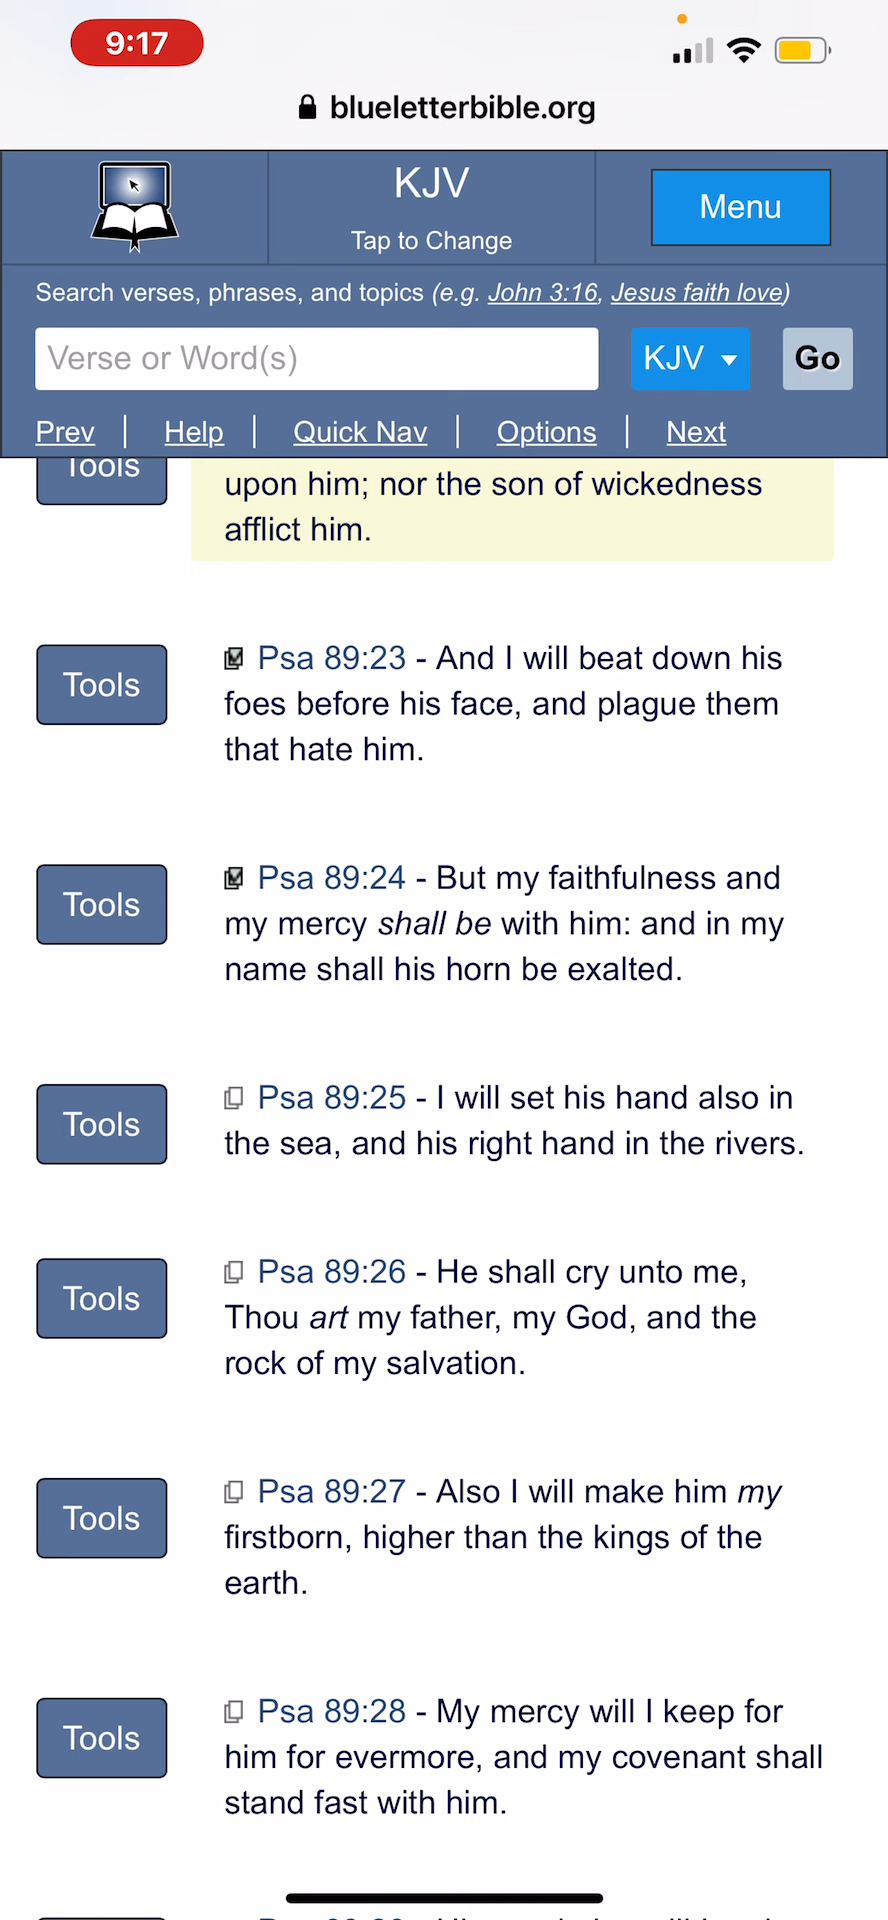 9:17
blueletterbible.org
KJV
Menu
Tap to Change
Search verses, phrases, and topics (e.g. John 3:16, Jesus faith love)
Verse or Word(s)
KJV
Go
Prev | Help | Quick Nav | Options | Next
Tools
upon him; nor the son of wickedness
afflict him.
Tools
Psa 89:23 - And I will beat down his
foes before his face, and plague them
that hate him.
Tools
Psa 89:24 - But my faithfulness and
my mercy shall be with him: and in my
name shall his horn be exalted.
Tools
Psa 89:25 - I will set his hand also in
the sea, and his right hand in the rivers.
Tools
Psa 89:26 - He shall cry unto me,
Thou art my father, my God, and the
rock of my salvation.
Tools
Psa 89:27 - Also I will make him my
firstborn, higher than the kings of the
earth.
Tools
Psa 89:28 - My mercy will I keep for
him for evermore, and my covenant shall
stand fast with him.